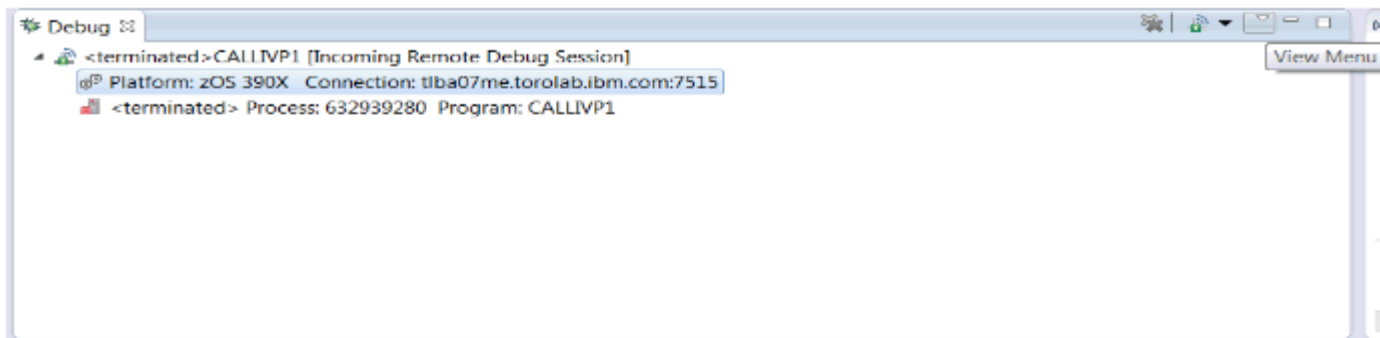 Debug
<terminated>CALLIVP1 [Incoming Remote Debug Session]
View Menu
Platform: zOS 390X Connection: tlba07me.torolab.ibm.com:7515
<terminated> Process: 632939280 Program: CALLIVP1